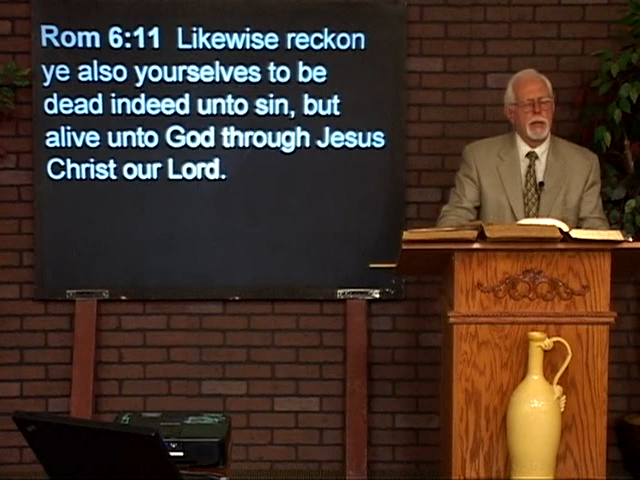 Rom 6:11 Likewise reckon
ye also yourselves to be
dead indeed unto sin, but
alive unto God through Jesus
Christ our Lord.